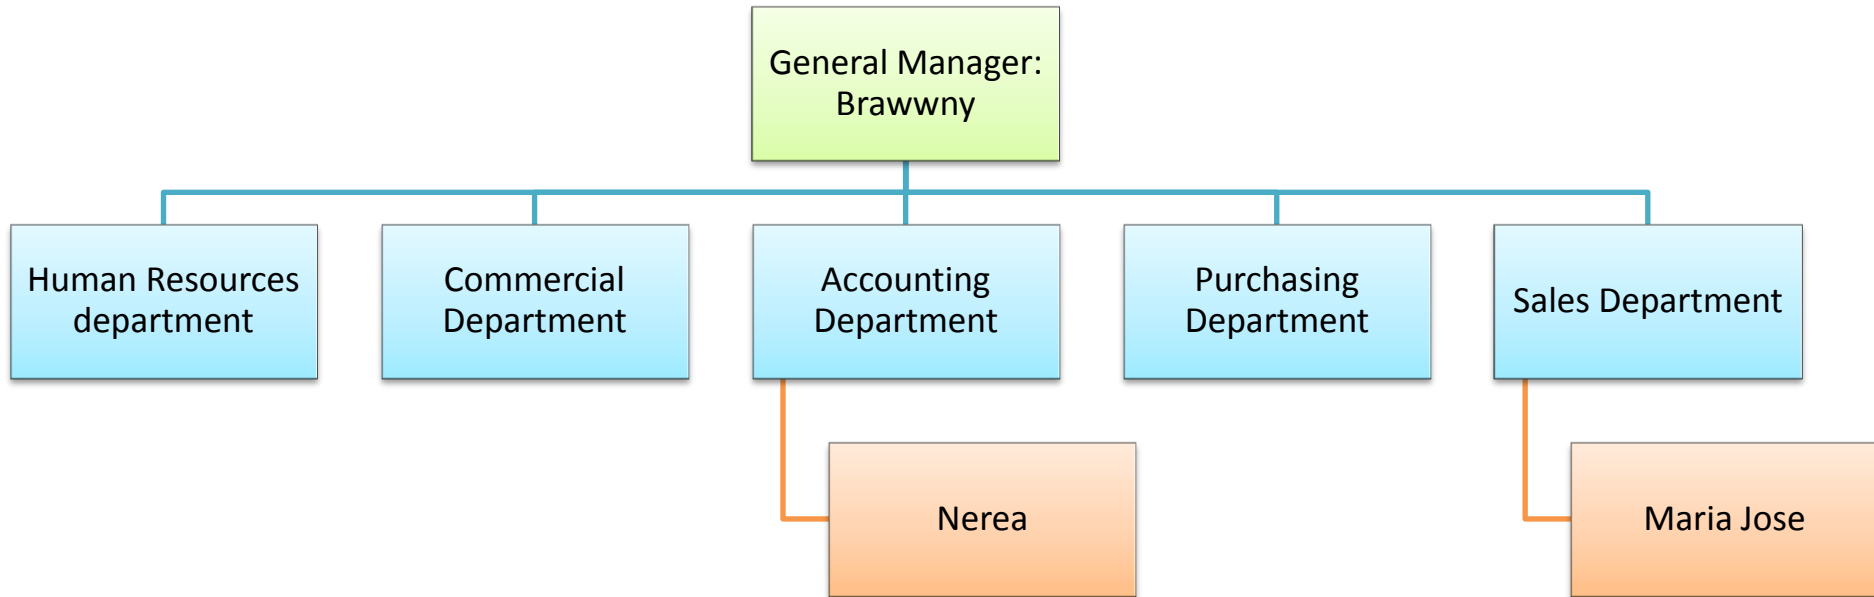 General Manager:
Brawwny
Human Resources
department
Commercial
Department
Accounting
Department
Purchasing
Department
Sales Department
Nerea
Maria Jose